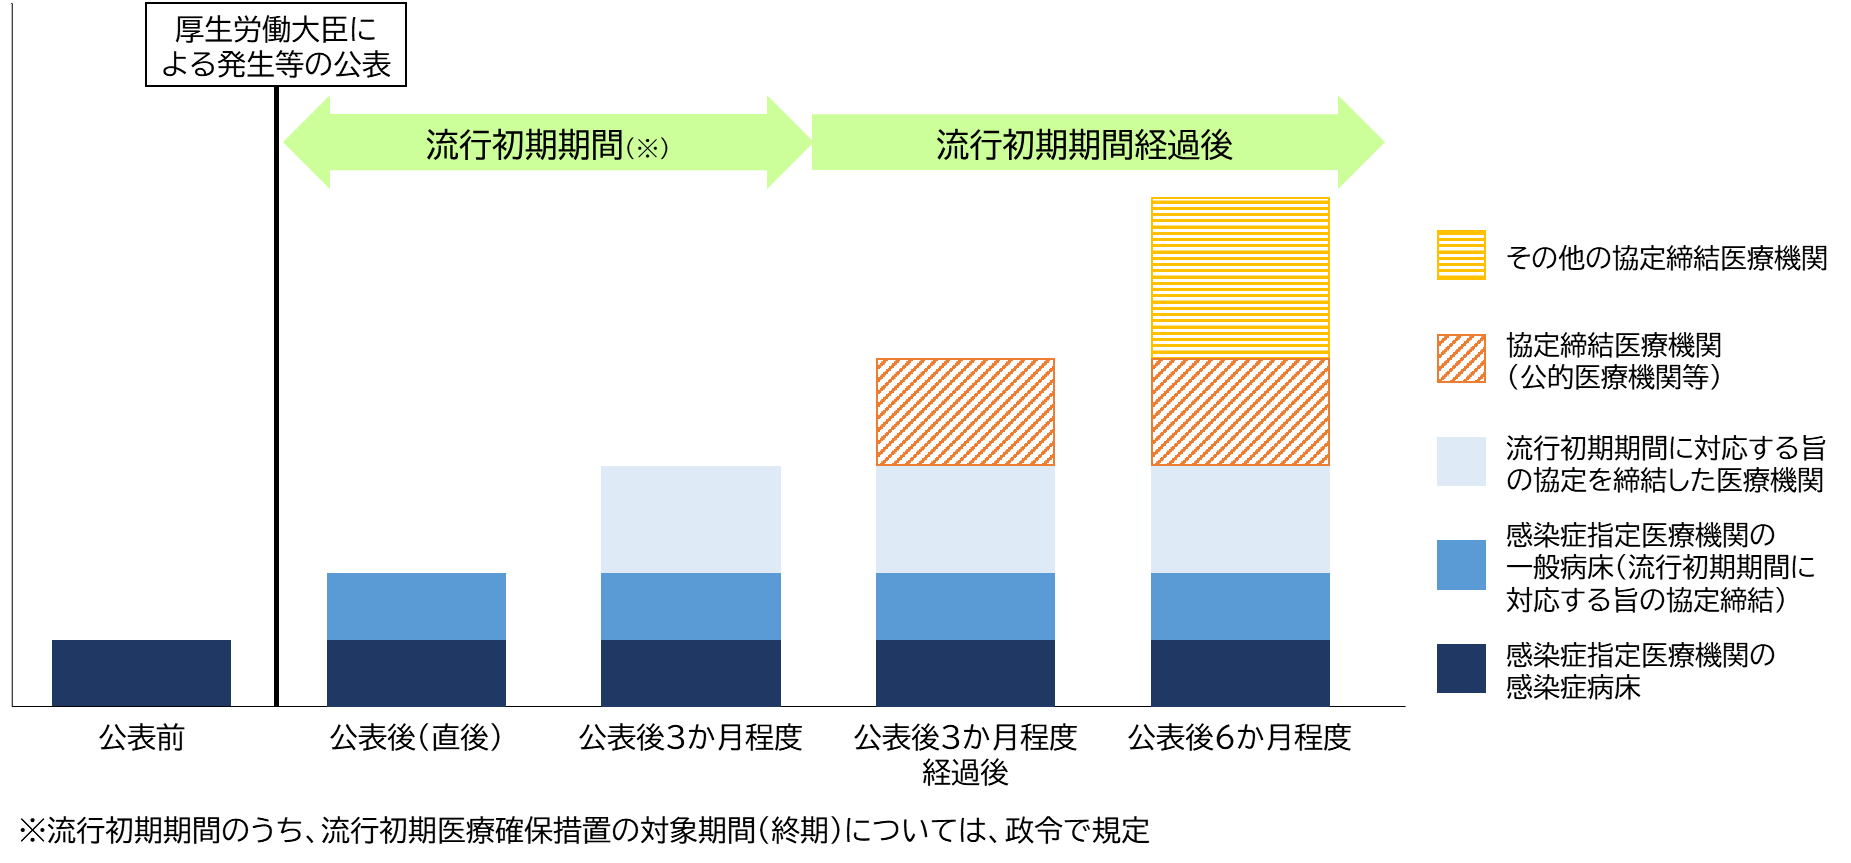 厚生労働大臣に
よる発生等の公表
流行初期期間(※)
流行初期期間経過後
その他の協定締結医療機関
協定締結医療機関
（公的医療機関等）
流行初期期間に対応する旨
の協定を締結した医療機関
感染症指定医療機関の
一般病床（流行初期期間に
対応する旨の協定締結）
感染症指定医療機関の
感染症病床
公表前
公表後（直後）
公表後３か月程度
公表後３か月程度
経過後
公表後６か月程度
※流行初期期間のうち、流行初期医療確保措置の対象期間（終期）については、政令で規定